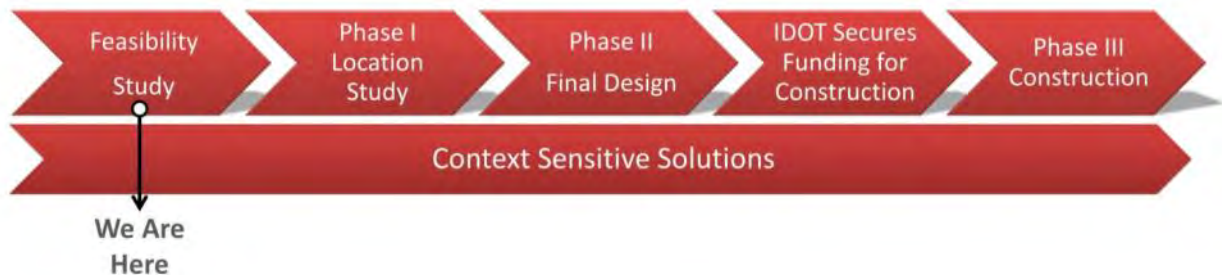 Feasibility
Study
Phase I
Location
Study
Phase II
Final Design
IDOT Secures
Funding for
Construction
Phase III
Construction
Context Sensitive Solutions
We Are
Here